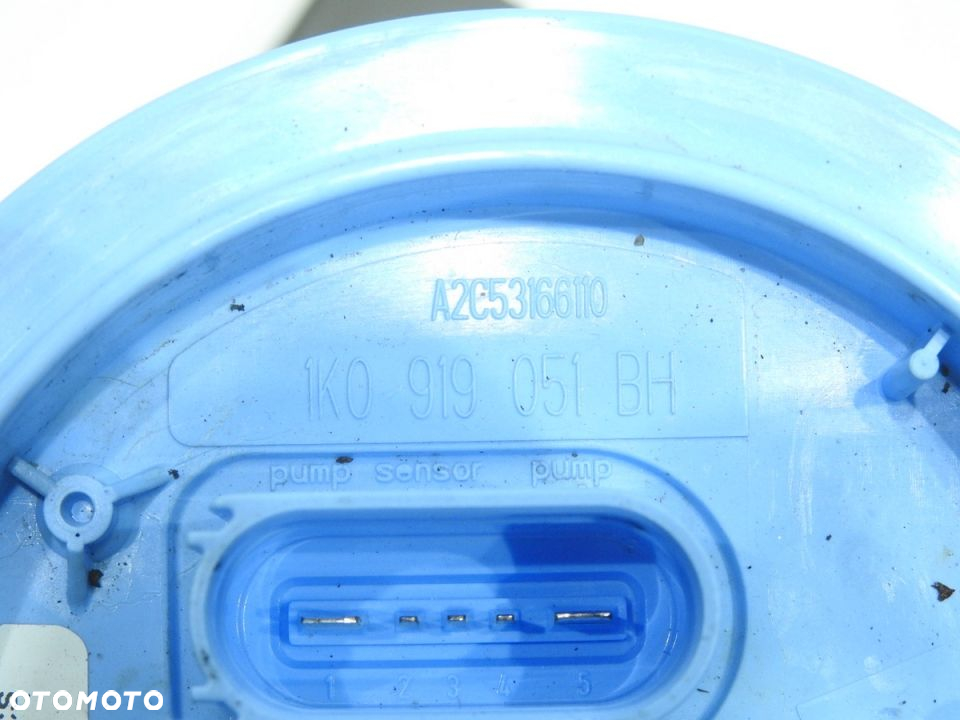 A2C53166110
1K0 919 051 BH
pump sensor pump
1 2 3 4 5
OTOMOTO